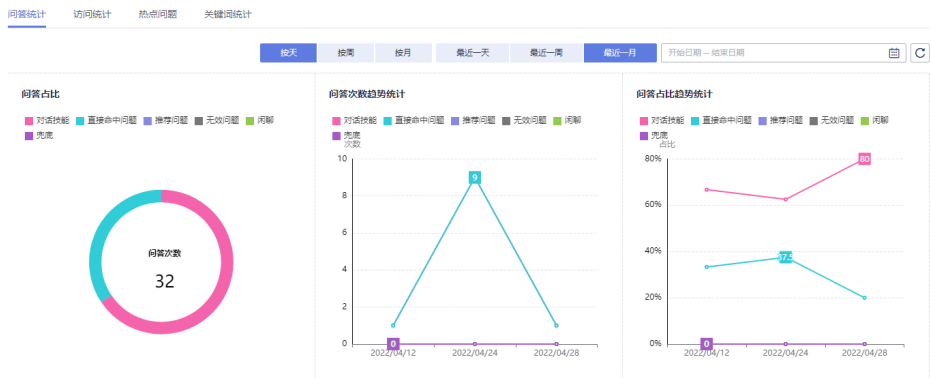 问答统计 访问统计 热点问题 关键词统计
按天 按周 按月 最近一天 最近一周 最近一月 开始日期 – 结束日期
问答占比
对话技能 直接命中问题 推荐问题 无效问题 闲聊
兜底
问答次数
32
问答次数趋势统计
对话技能 直接命中问题 推荐问题 无效问题 闲聊
兜底
次数
10
9
8
6
4
2
0
0
2022/04/12 2022/04/24 2022/04/28
问答占比趋势统计
对话技能 直接命中问题 推荐问题 无效问题 闲聊
兜底
占比
80%
80
60%
40%
20%
0%
0
2022/04/12 2022/04/24 2022/04/28